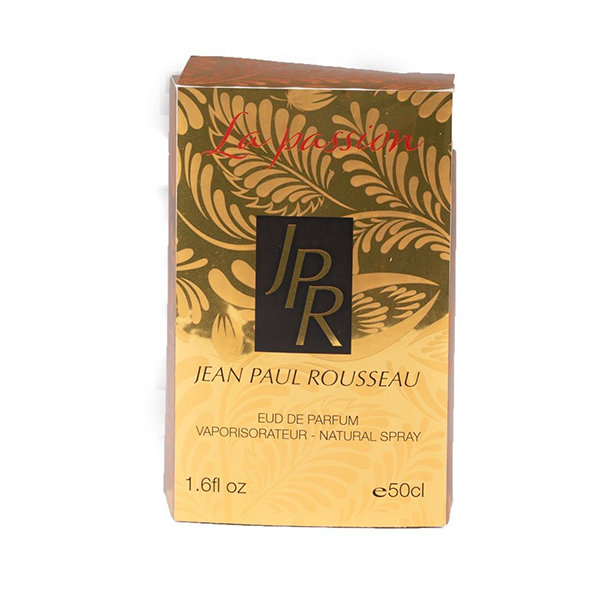 La passion
JPR
JEAN PAUL ROUSSEAU
EUD DE PARFUM
VAPORISORATEUR - NATURAL SPRAY
1.6fl oz ℮50cl